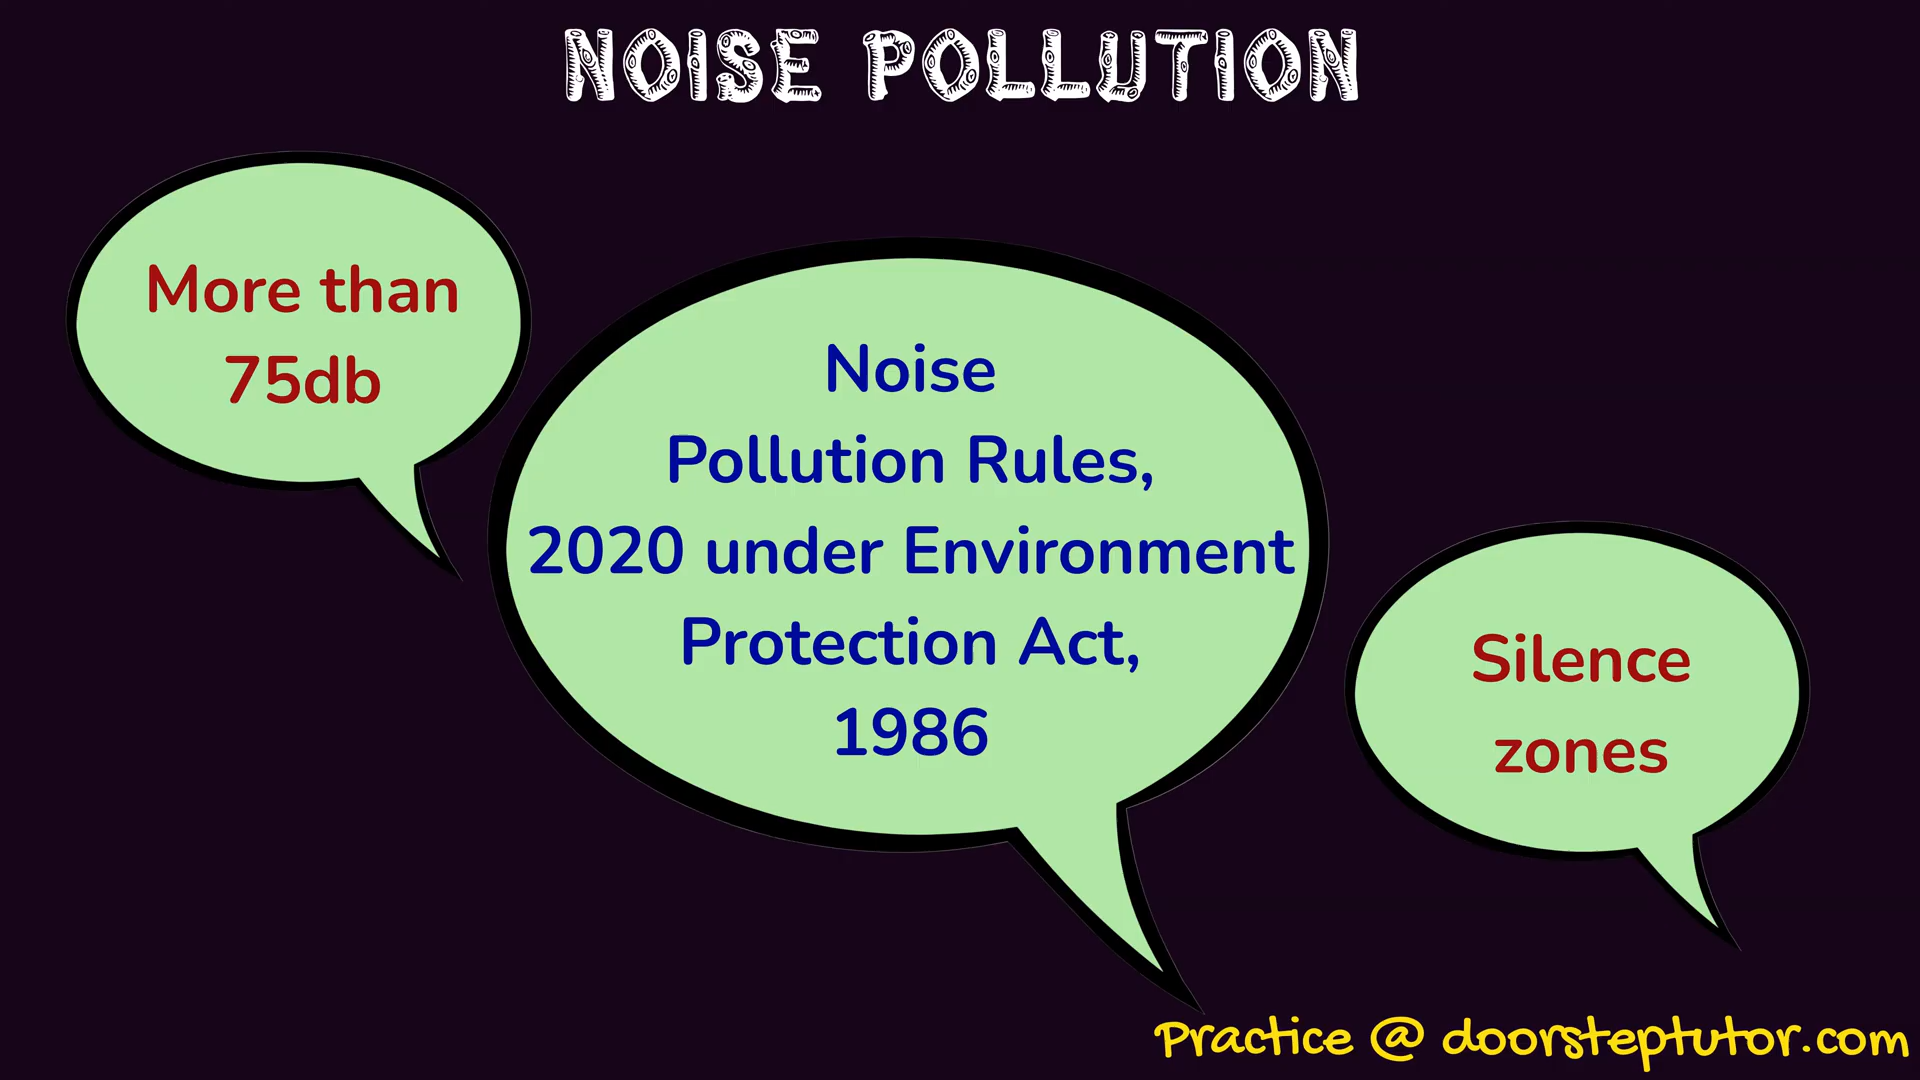 NOISE POLLUTION
More than
75db
Noise
Pollution Rules,
2020 under Environment
Protection Act,
1986
Silence
zones
Practice @ doorsteptutor.com